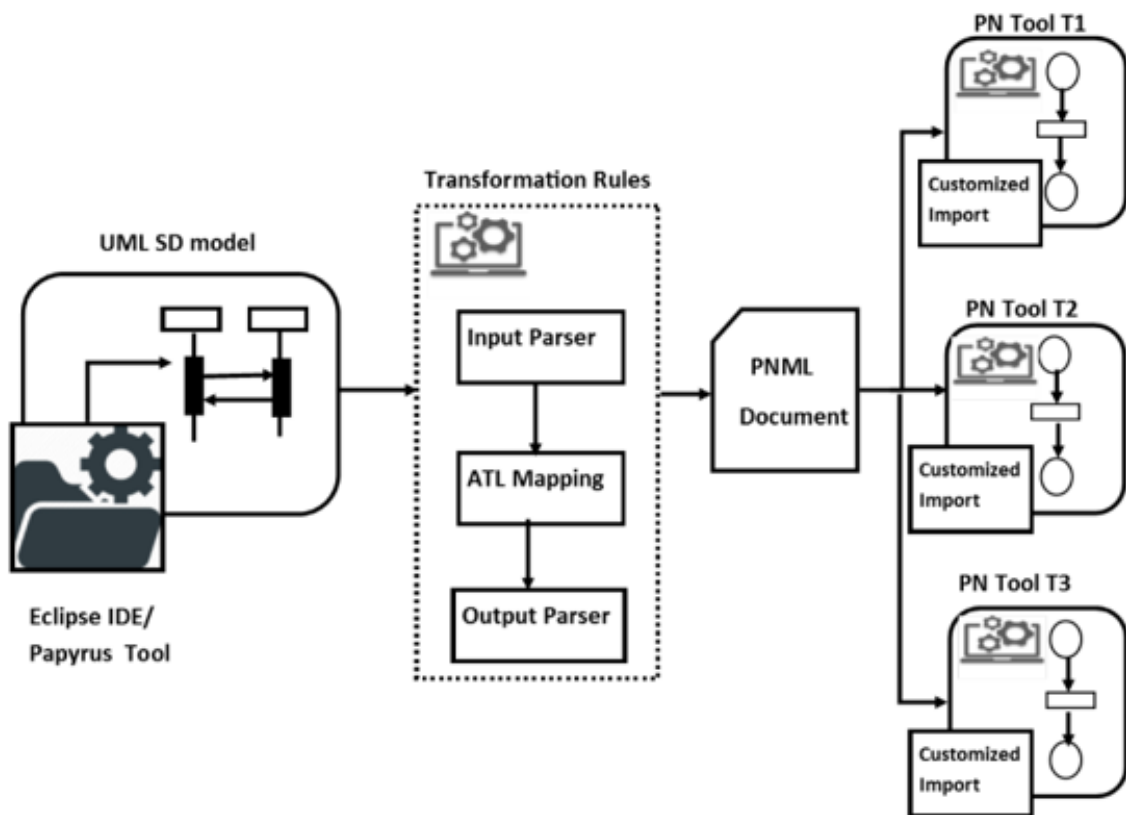 UML SD model
Eclipse IDE/
Papyrus Tool
Transformation Rules
Input Parser
ATL Mapping
Output Parser
PNML
Document
PN Tool T1
Customized
Import
PN Tool T2
Customized
Import
PN Tool T3
Customized
Import